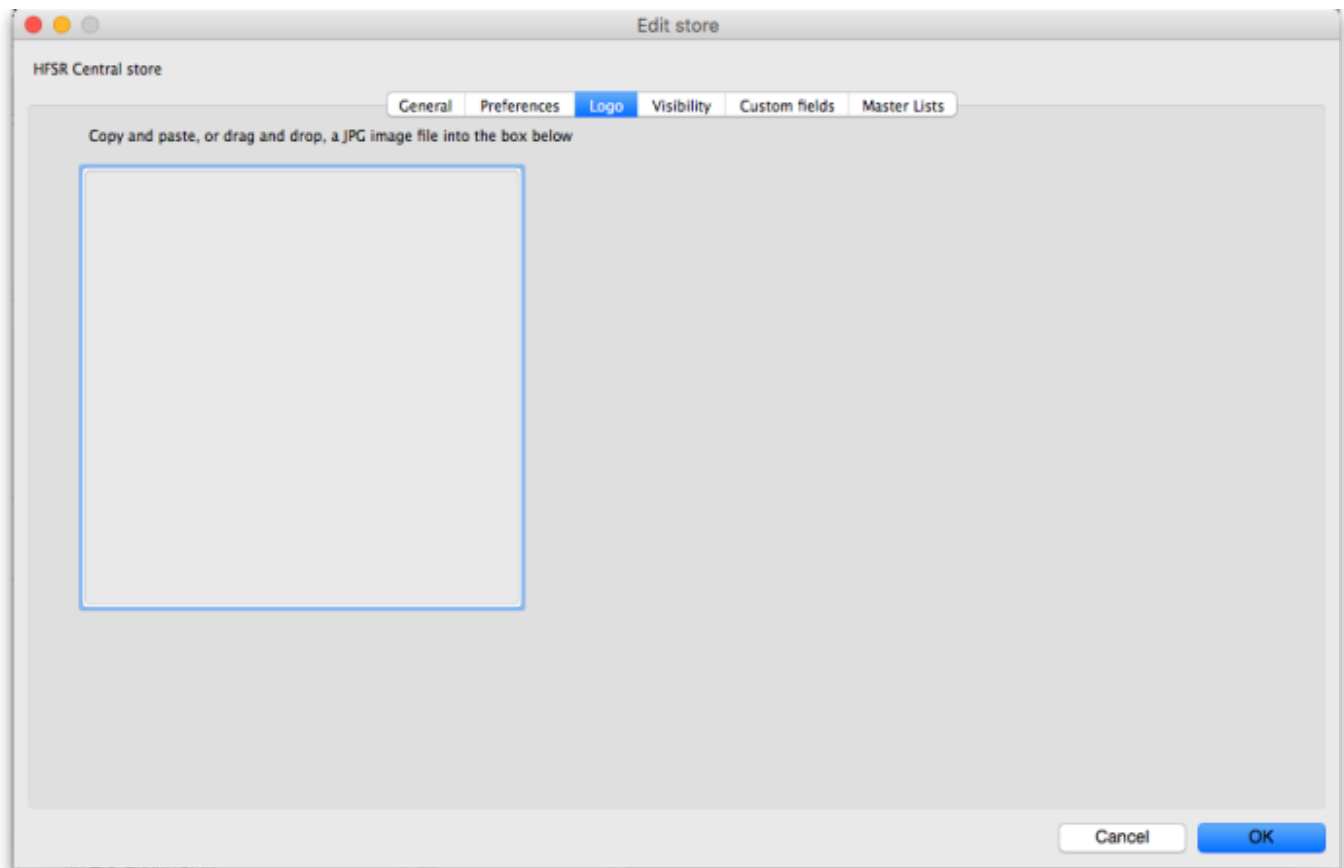 Edit store
HFSR Central store
General Preferences Logo Visibility Custom fields Master Lists
Copy and paste, or drag and drop, a JPG image file into the box below
Cancel OK